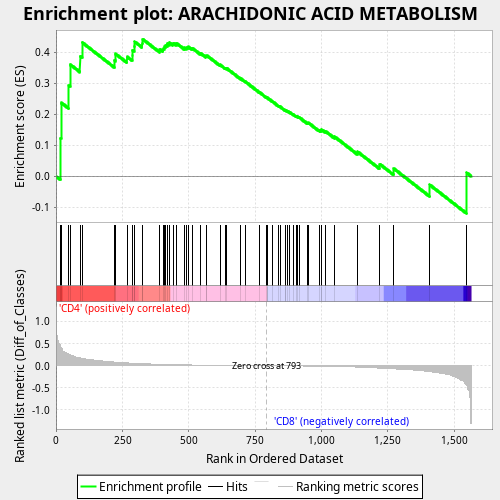 Enrichment plot: ARACHIDONIC ACID METABOLISM
Enrichment score (ES)
0.4
0.3
0.2
0.1
0.0
-0.1
'CD4' (positively correlated)
Ranked list metric (Diff_of_Classes)
1.0
0.5
0.0
-0.5
-1.0
Zero cross at 793
'CD8' (negatively correlated)
0 250 500 750 1,000 1,250 1,500
Rank in Ordered Dataset
Enrichment profile Hits Ranking metric scores